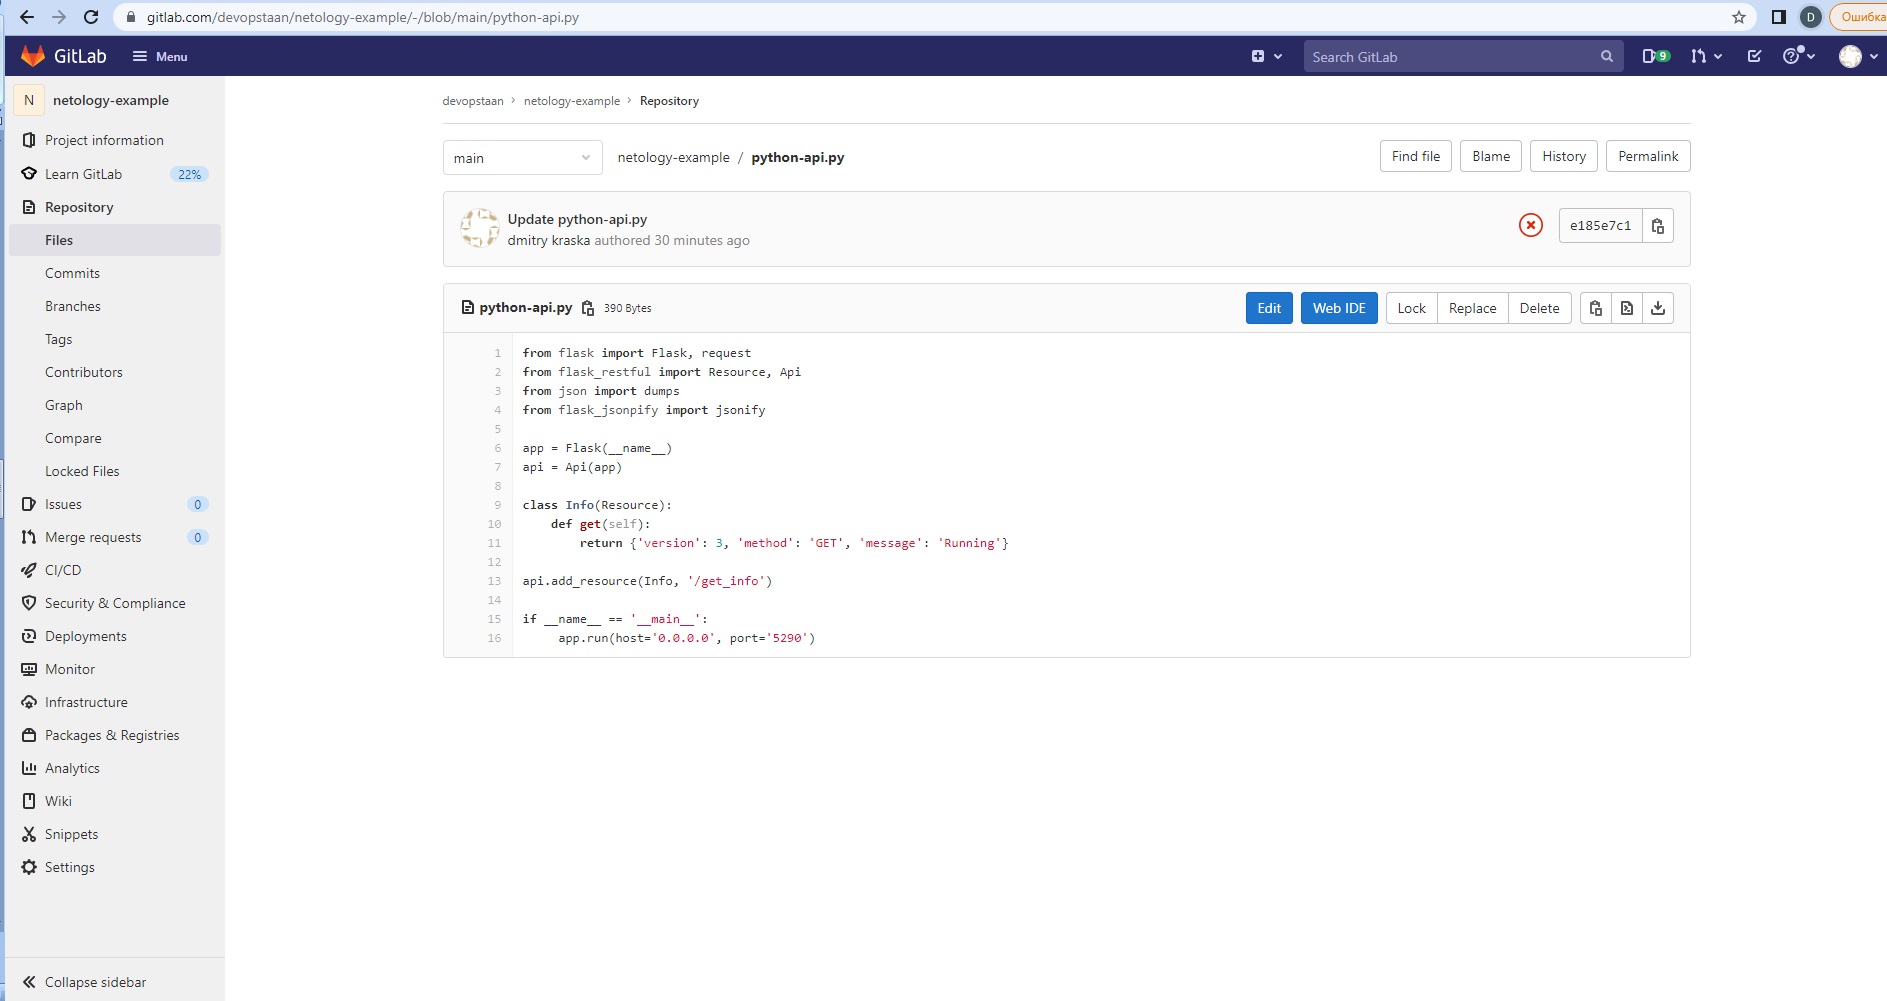 gitlab.com/devopstaan/netology-example/-/blob/main/python-api.py
D
Ошибка
GitLab
Menu
Search GitLab
9
N netology-example
Project information
Learn GitLab 22%
Repository
Files
Commits
Branches
Tags
Contributors
Graph
Compare
Locked Files
Issues 0
Merge requests 0
CI/CD
Security & Compliance
Deployments
Monitor
Infrastructure
Packages & Registries
Analytics
Wiki
Snippets
Settings
Collapse sidebar
devopstaan > netology-example > Repository
main
netology-example / python-api.py
Find file Blame History Permalink
Update python-api.py
dmitry kraska authored 30 minutes ago
e185e7c1
python-api.py 390 Bytes
Edit Web IDE Lock Replace Delete
1 from flask import Flask, request
2 from flask_restful import Resource, Api
3 from json import dumps
4 from flask_jsonpify import jsonify
5
6 app = Flask(__name__)
7 api = Api(app)
8
9 class Info(Resource):
10     def get(self):
11         return {'version': 3, 'method': 'GET', 'message': 'Running'}
12
13 api.add_resource(Info, '/get_info')
14
15 if __name__ == '__main__':
16      app.run(host='0.0.0.0', port='5290')